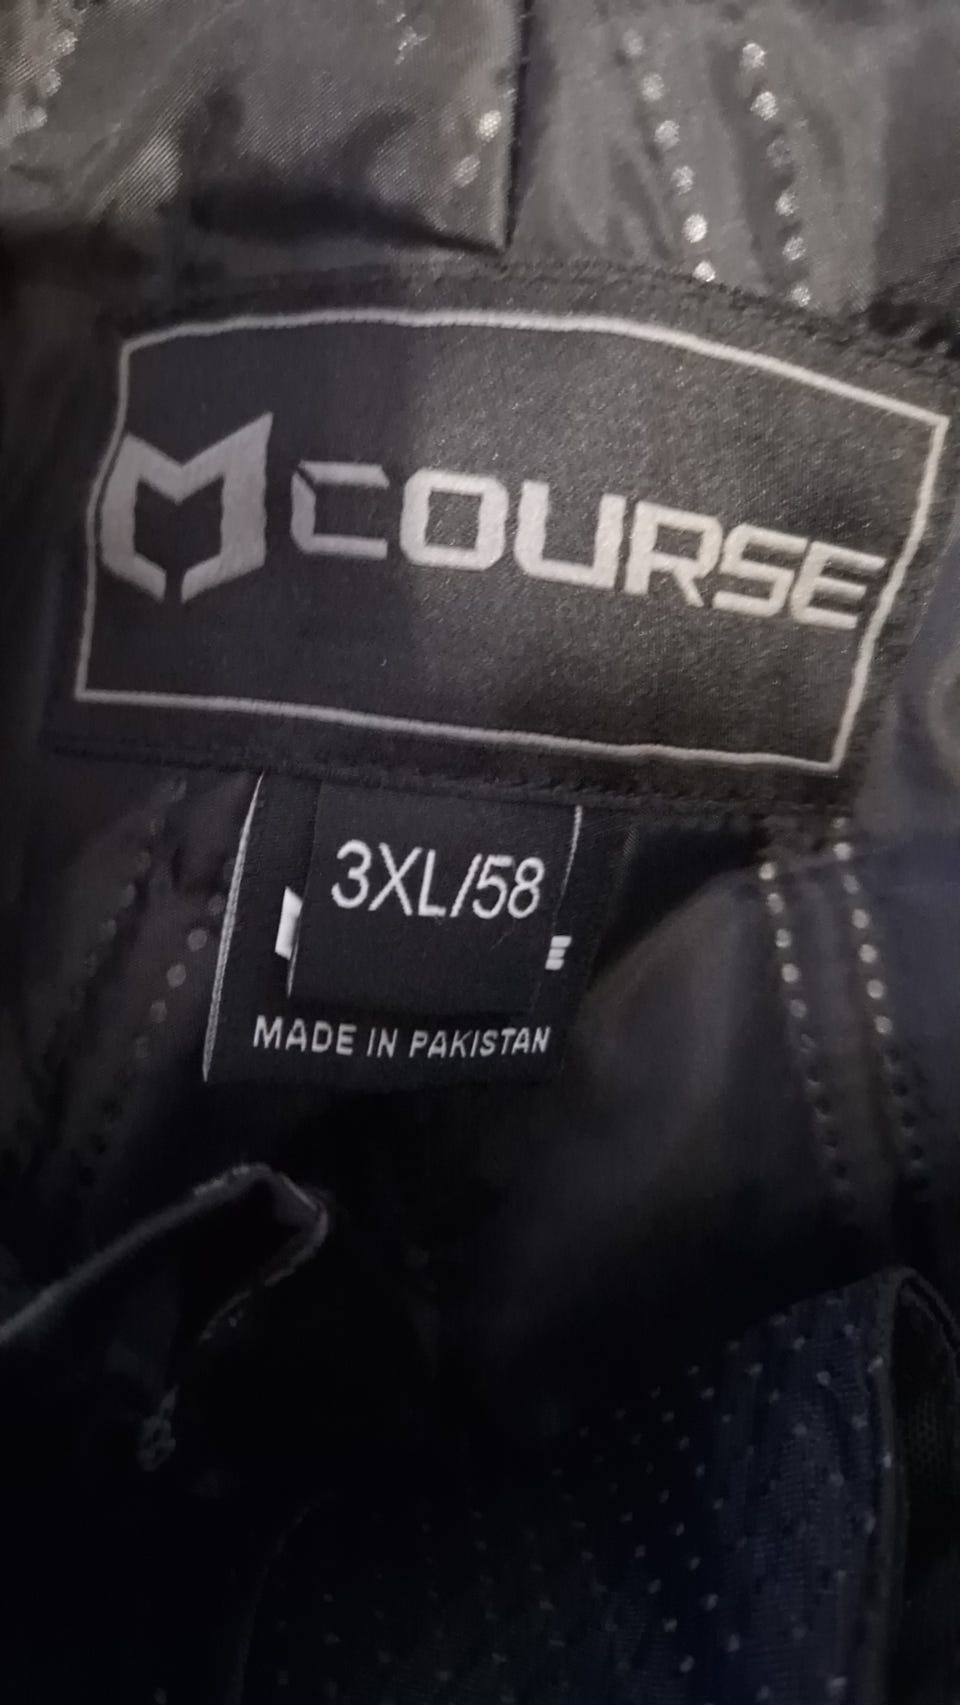 COURSE
3XL/58
MADE IN PAKISTAN